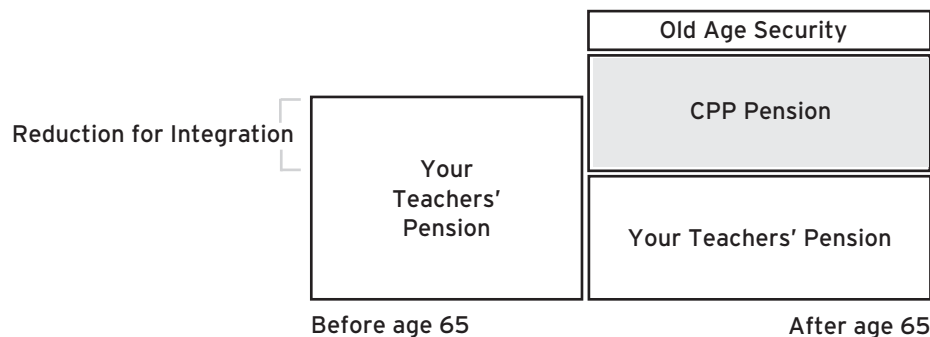 Old Age Security
CPP Pension
Reduction for Integration
Your
Teachers’
Pension
Your Teachers’ Pension
Before age 65
After age 65